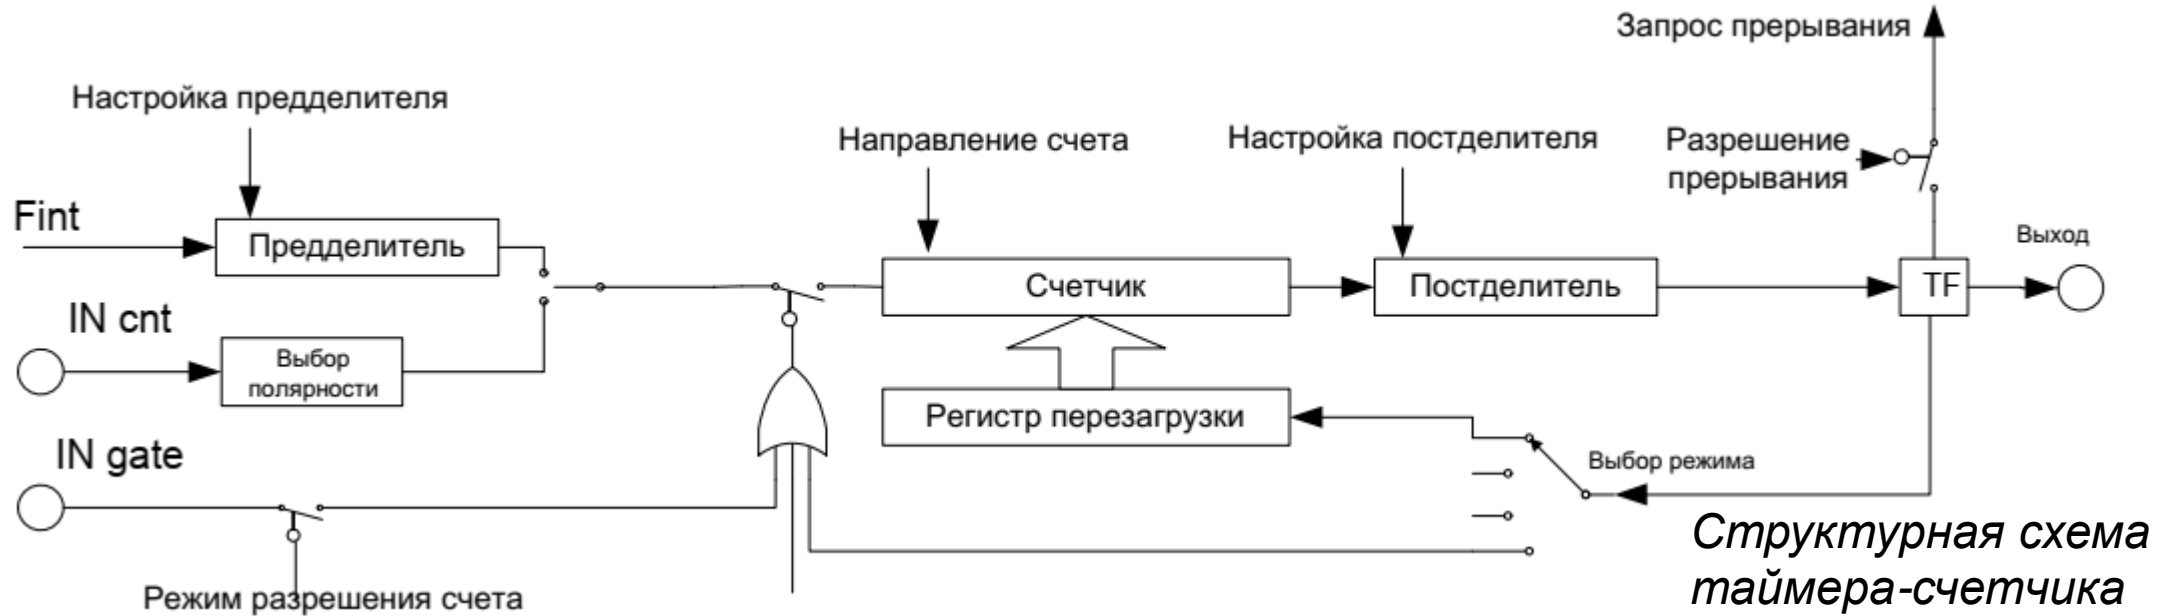 Запрос прерывания
Настройка предделителя
Направление счета
Настройка постделителя
Разрешение
прерывания
Fint
Предделитель
Выход
Счетчик
Постделитель
TF
IN cnt
Выбор
полярности
Регистр перезагрузки
IN gate
Выбор режима
Структурная схема
таймера-счетчика
Режим разрешения счета